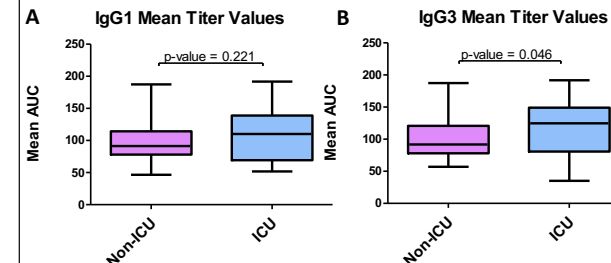 A
IgG1 Mean Titer Values
250
200
150
100
50
0
Mean AUC
p-value = 0.221
Non-ICU
ICU
B
IgG3 Mean Titer Values
250
200
150
100
50
0
Mean AUC
p-value = 0.046
Non-ICU
ICU